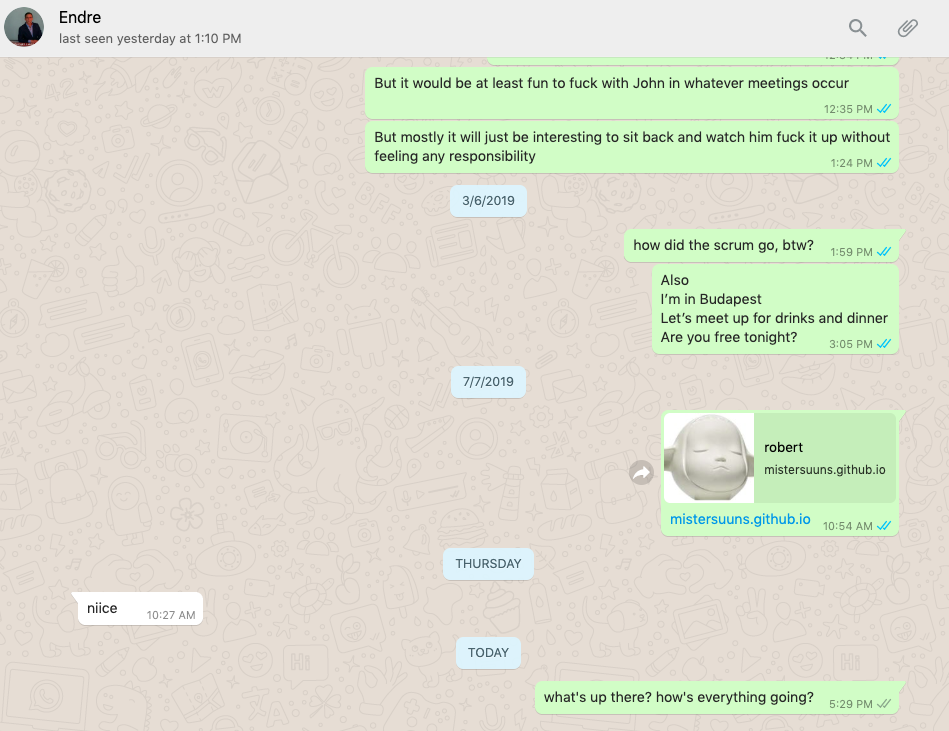 Endre
last seen yesterday at 1:10 PM
But it would be at least fun to fuck with John in whatever meetings occur
12:35 PM
But mostly it will just be interesting to sit back and watch him fuck it up without
feeling any responsibility
1:24 PM
3/6/2019
how did the scrum go, btw?
1:59 PM
Also
I’m in Budapest
Let’s meet up for drinks and dinner
Are you free tonight?
3:05 PM
7/7/2019
robert
mistersuuns.github.io
mistersuuns.github.io
10:54 AM
THURSDAY
niice
10:27 AM
TODAY
what's up there? how's everything going?
5:29 PM